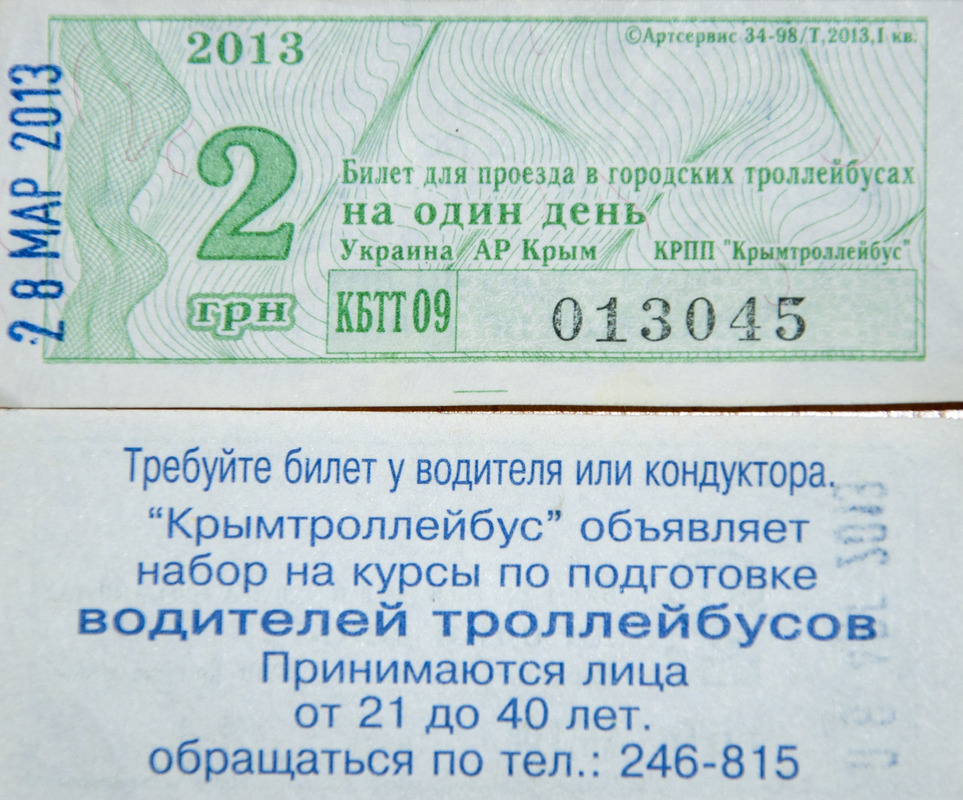 28 МАР 2013
2013
©Артсервис 34-98/Т,2013,I кв.
2
грн
Билет для проезда в городских троллейбусах
на один день
Украина АР Крым КРПП "Крымтроллейбус"
КБТТ 09
013045
Требуйте билет у водителя или кондуктора.
“Крымтроллейбус” объявляет
набор на курсы по подготовке
водителей троллейбусов
Принимаются лица
от 21 до 40 лет.
обращаться по тел.: 246-815